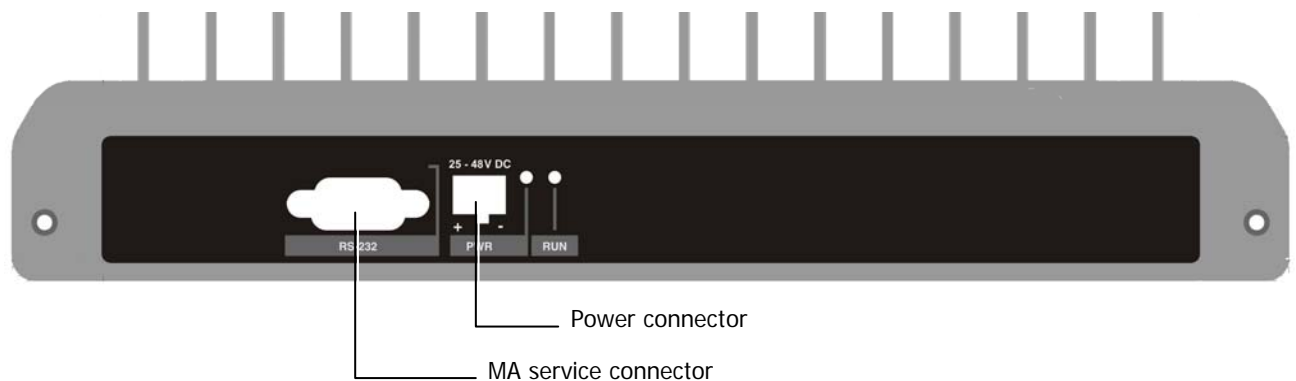 25 - 48V DC
+ -
RS-232 PWR RUN
Power connector
MA service connector